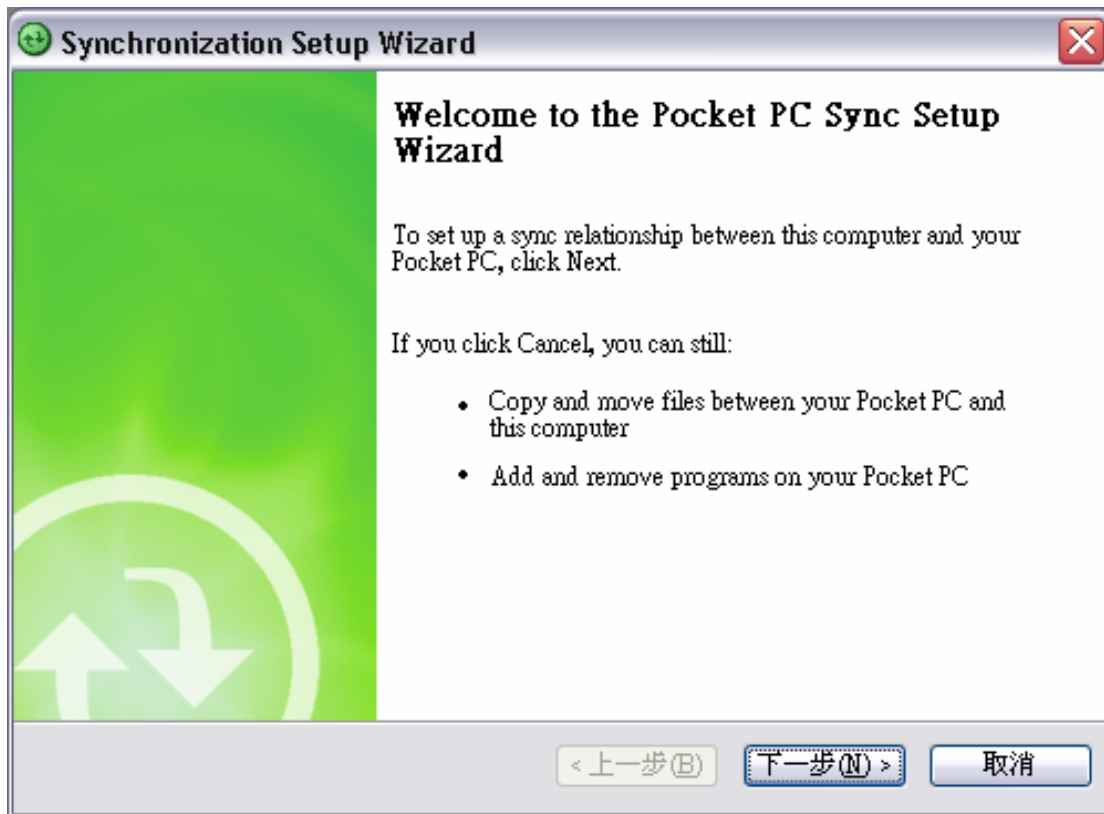 Synchronization Setup Wizard
Welcome to the Pocket PC Sync Setup
Wizard
To set up a sync relationship between this computer and your
Pocket PC, click Next.
If you click Cancel, you can still:
• Copy and move files between your Pocket PC and
this computer
• Add and remove programs on your Pocket PC
<上一步(B) 下一步(N)> 取消